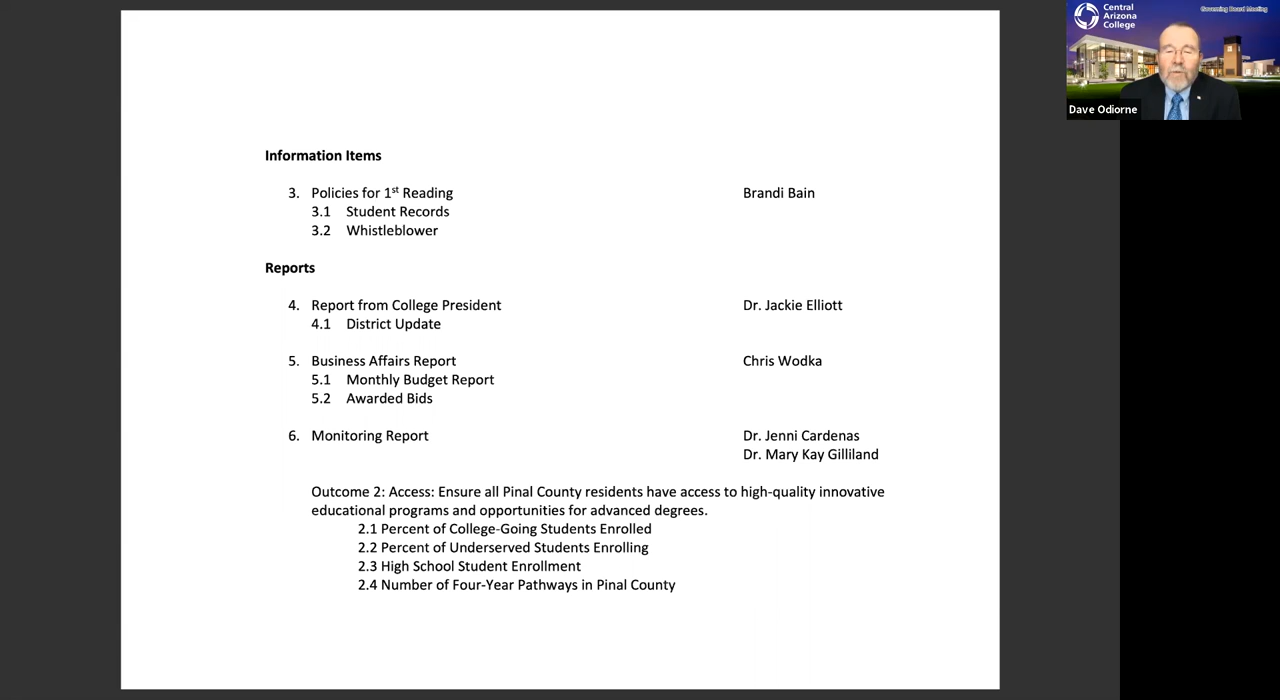 Central
Arizona
College
Governing Board Meeting
Dave Odiorne
Information Items
3. Policies for 1st Reading Brandi Bain
3.1 Student Records
3.2 Whistleblower
Reports
4. Report from College President Dr. Jackie Elliott
4.1 District Update
5. Business Affairs Report Chris Wodka
5.1 Monthly Budget Report
5.2 Awarded Bids
6. Monitoring Report Dr. Jenni Cardenas
Dr. Mary Kay Gilliland
Outcome 2: Access: Ensure all Pinal County residents have access to high-quality innovative
educational programs and opportunities for advanced degrees.
2.1 Percent of College-Going Students Enrolled
2.2 Percent of Underserved Students Enrolling
2.3 High School Student Enrollment
2.4 Number of Four-Year Pathways in Pinal County